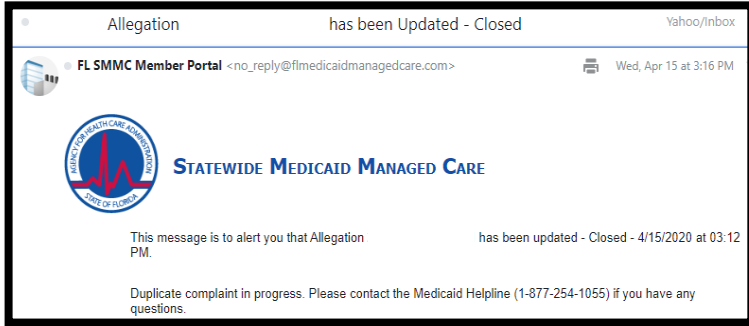 Allegation has been Updated - Closed Yahoo/Inbox
FL SMMC Member Portal <no_reply@flmedicaidmanagedcare.com> Wed, Apr 15 at 3:16 PM
AGENCY FOR HEALTH CARE ADMINISTRATION
STATE OF FLORIDA
STATEWIDE MEDICAID MANAGED CARE
This message is to alert you that Allegation has been updated - Closed - 4/15/2020 at 03:12
PM.
Duplicate complaint in progress. Please contact the Medicaid Helpline (1-877-254-1055) if you have any
questions.